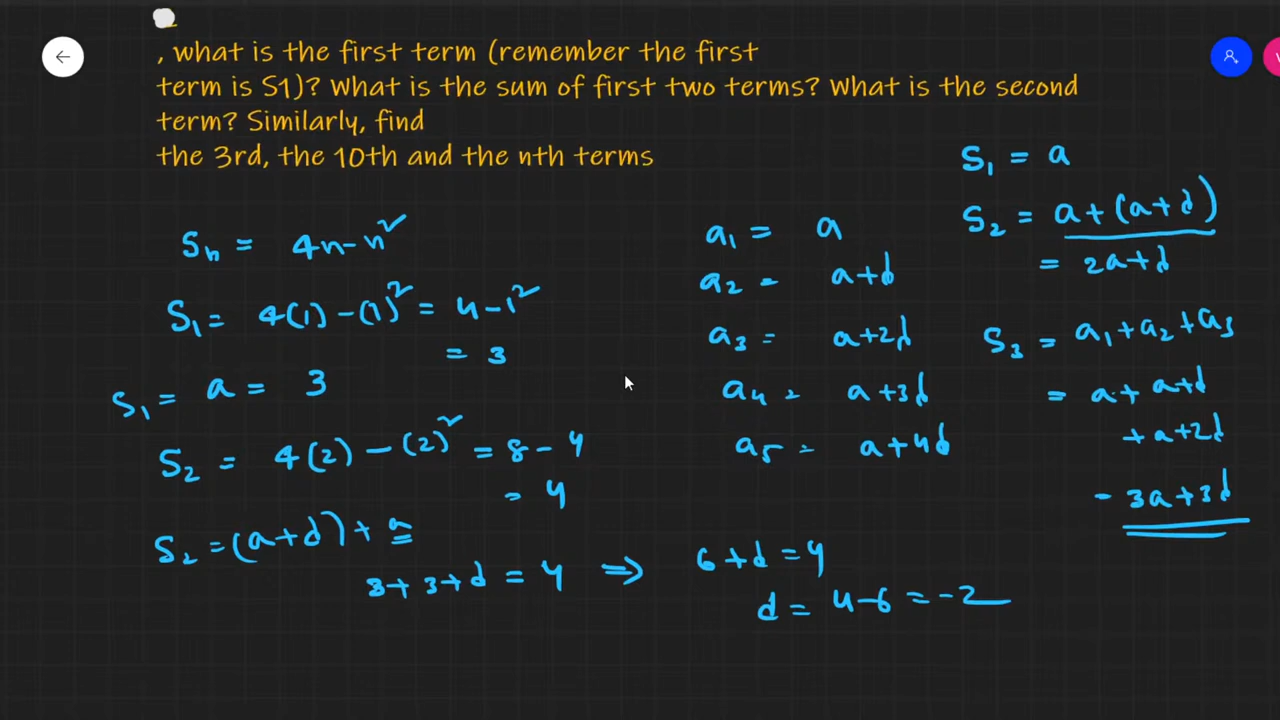 , what is the first term (remember the first
term is S1)? What is the sum of first two terms? What is the second
term? Similarly, find
the 3rd, the 10th and the nth terms
Sn = 4n-n²
S₁ = 4(1) - (1)² = 4 - 1²
= 3
S₁ = a = 3
S₂ = 4(2) - (2)² = 8 - 4
= 4
S₂ = (a+d) + a
3 + 3 + d = 4 ⇒ 6 + d = 4
d = 4 - 6 = -2
a₁ = a
a₂ = a+d
a₃ = a+2d
a₄ = a+3d
a₅ = a+4d
S₁ = a
S₂ = a + (a+d)
= 2a+d
S₃ = a₁+a₂+a₃
= a + a+d
+ a+2d
- 3a+3d